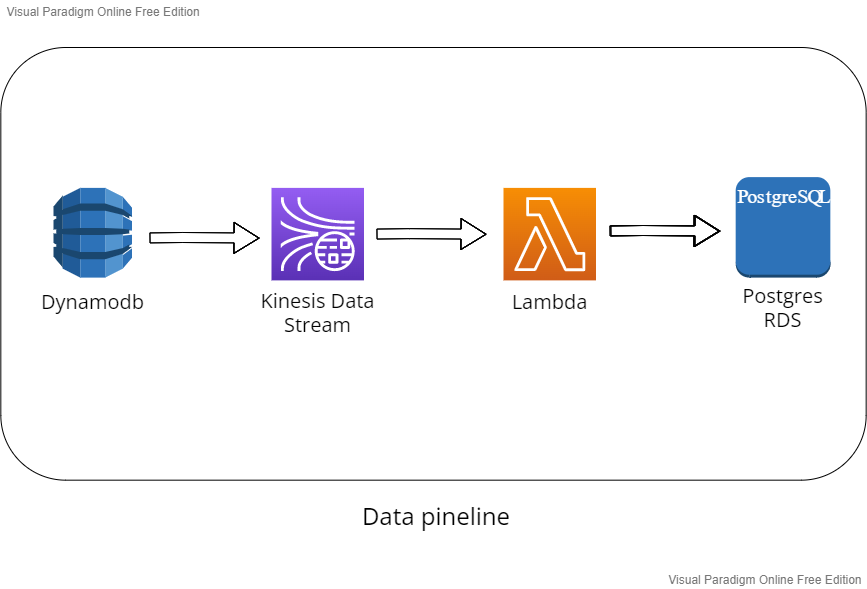 Visual Paradigm Online Free Edition
PostgreSQL
Dynamodb
Kinesis Data
Stream
Lambda
Postgres
RDS
Data pineline
Visual Paradigm Online Free Edition